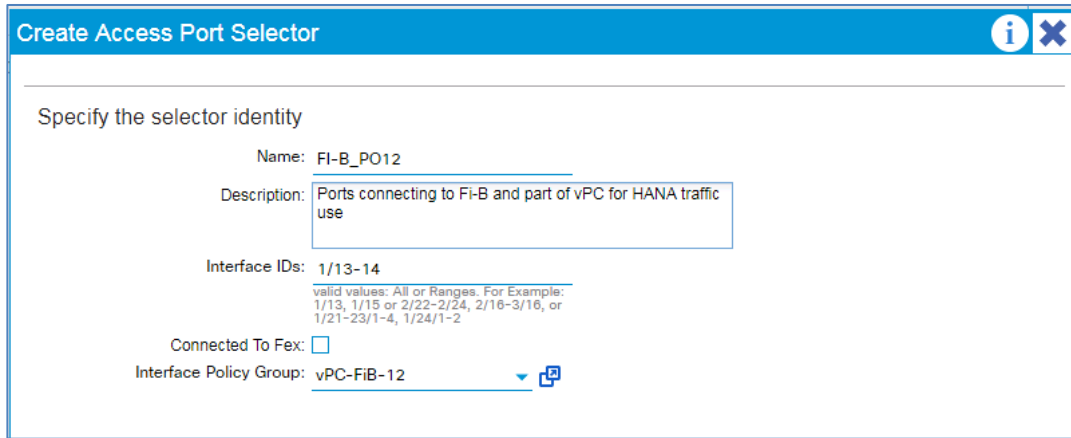 Create Access Port Selector
i
Specify the selector identity
Name: FI-B_PO12
Description: Ports connecting to Fi-B and part of vPC for HANA traffic
use
Interface IDs: 1/13-14
valid values: All or Ranges. For Example:
1/13, 1/15 or 2/22-2/24, 2/16-3/16, or
1/21-23/1-4, 1/24/1-2
Connected To Fex:
Interface Policy Group: vPC-FiB-12